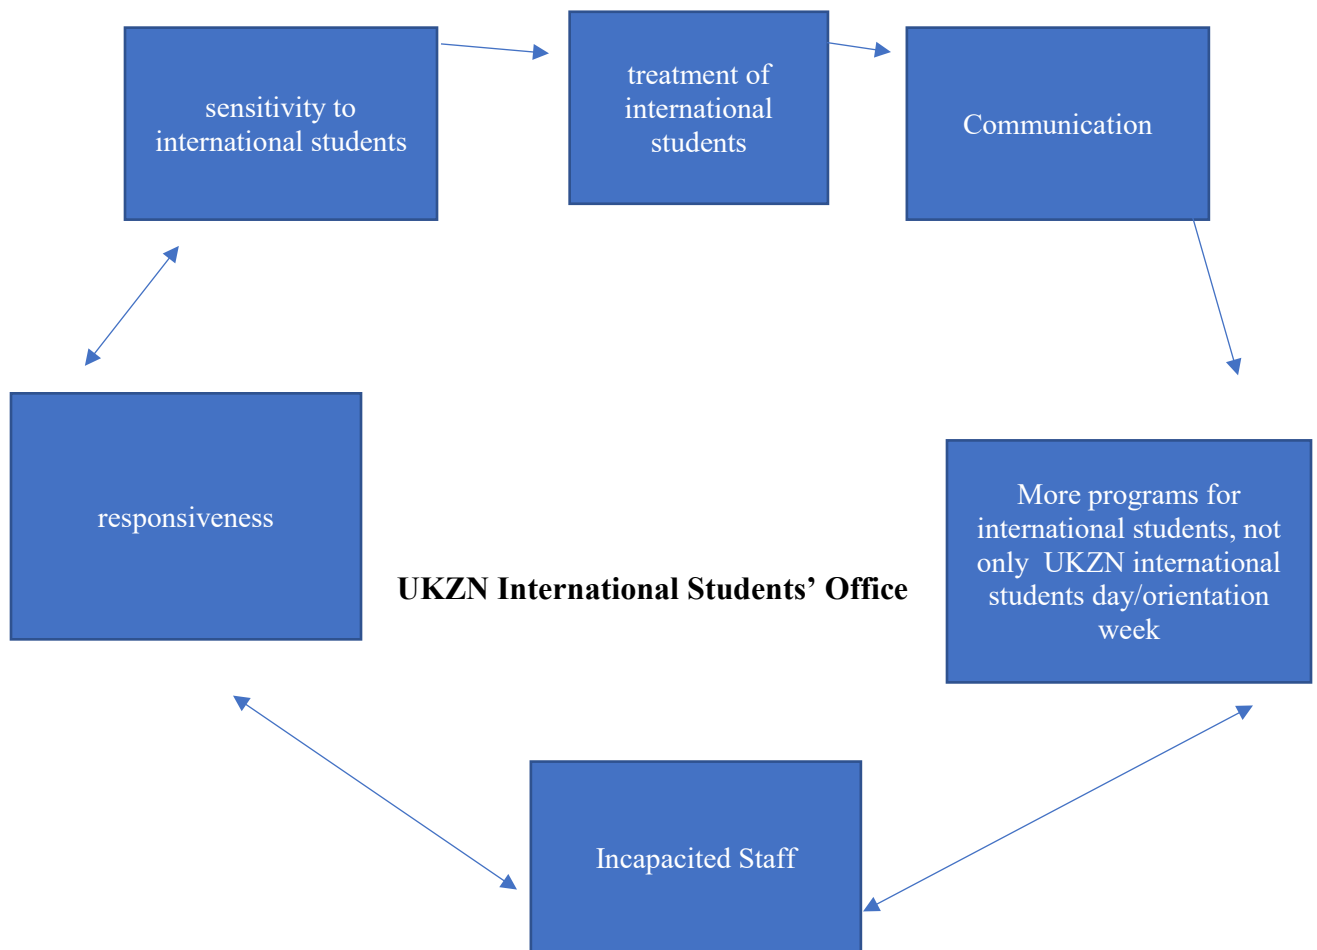 sensitivity to
international students
treatment of
international
students
Communication
responsiveness
More programs for
international students, not
only  UKZN international
students day/orientation
week
UKZN International Students’ Office
Incapacited Staff